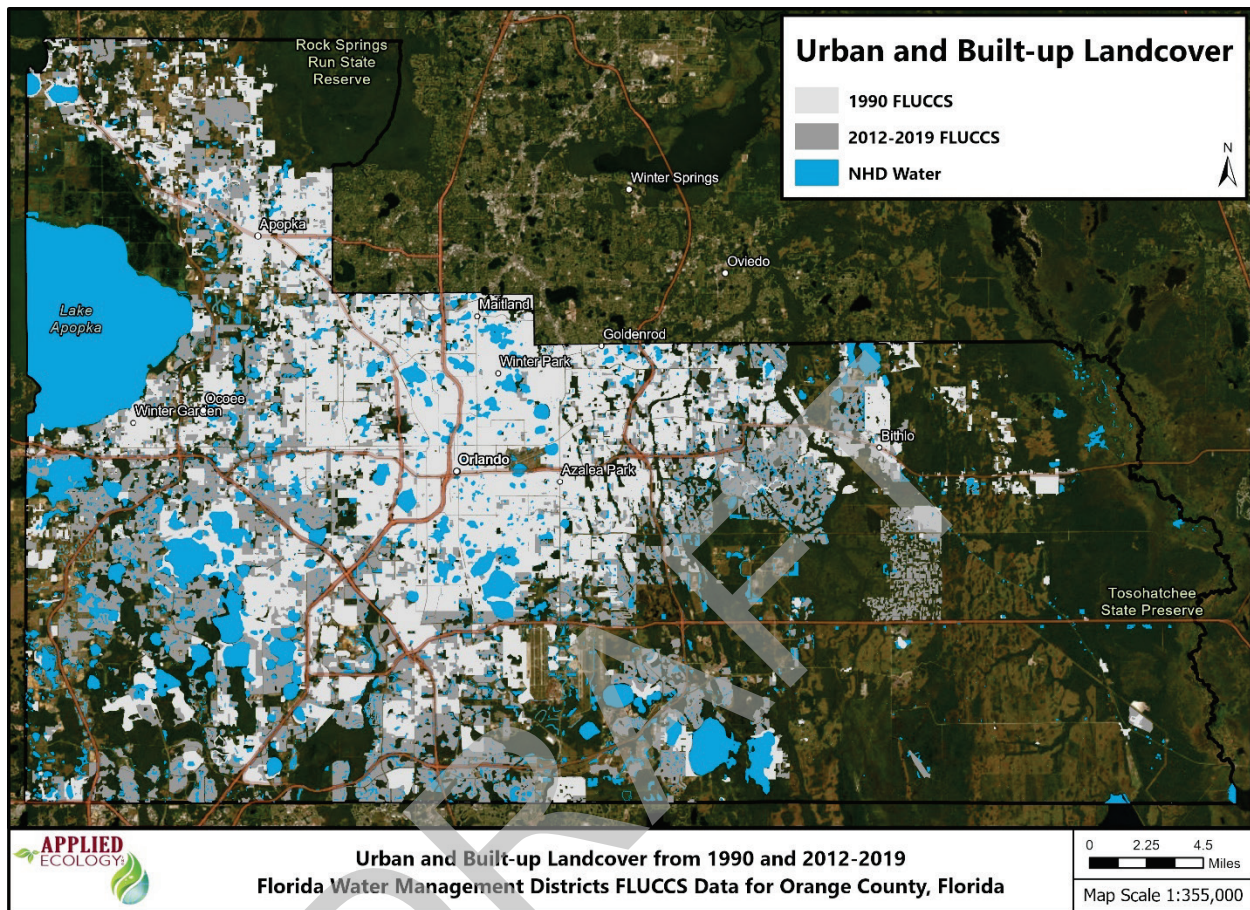 Urban and Built-up Landcover
1990 FLUCCS
2012-2019 FLUCCS
NHD Water
N
Rock Springs
Run State
Reserve
Winter Springs
Apopka
Oviedo
Lake
Apopka
Maitland
Goldenrod
Winter Park
Ocoee
Winter Garden
Bithlo
Orlando
Azalea Park
Tosohatchee
State Preserve
DRAFT
APPLIED
ECOLOGY
Urban and Built-up Landcover from 1990 and 2012-2019
Florida Water Management Districts FLUCCS Data for Orange County, Florida
0 2.25 4.5
Miles
Map Scale 1:355,000